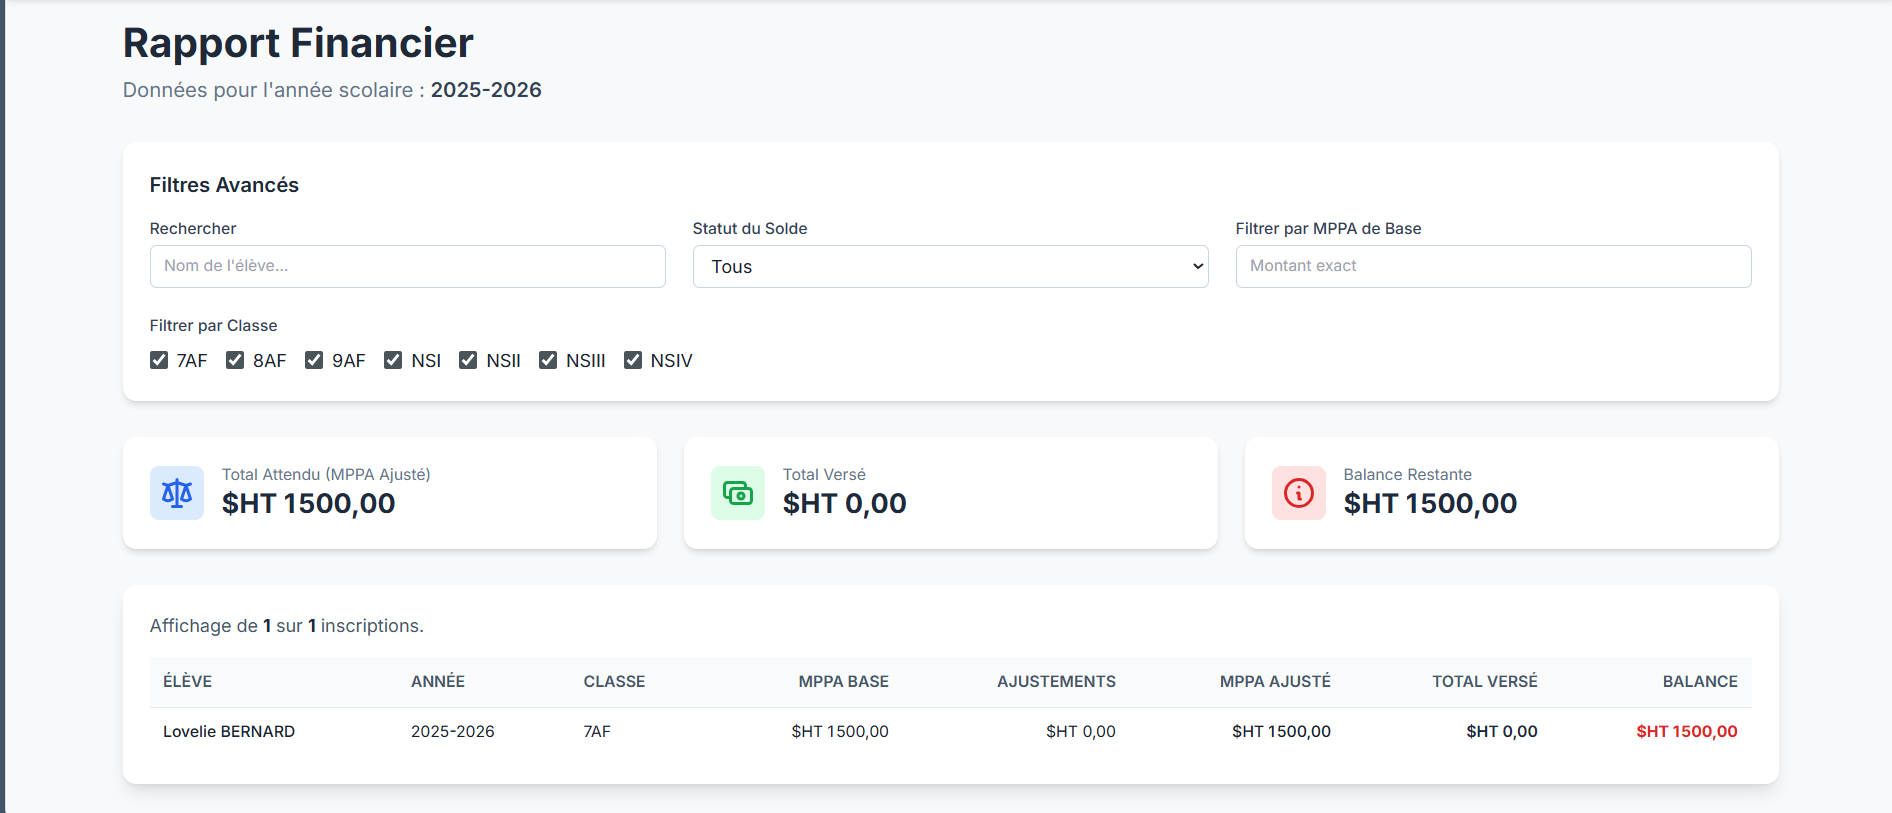 Rapport Financier
Données pour l'année scolaire : 2025-2026
Filtres Avancés
Rechercher
Nom de l'élève...
Statut du Solde
Tous
Filtrer par MPPA de Base
Montant exact
Filtrer par Classe
7AF 8AF 9AF NSI NSII NSIII NSIV
Total Attendu (MPPA Ajusté)
$HT 1500,00
Total Versé
$HT 0,00
Balance Restante
$HT 1500,00
Affichage de 1 sur 1 inscriptions.
ÉLÈVE ANNÉE CLASSE MPPA BASE AJUSTEMENTS MPPA AJUSTÉ TOTAL VERSÉ BALANCE
Lovelie BERNARD 2025-2026 7AF $HT 1500,00 $HT 0,00 $HT 1500,00 $HT 0,00 $HT 1500,00